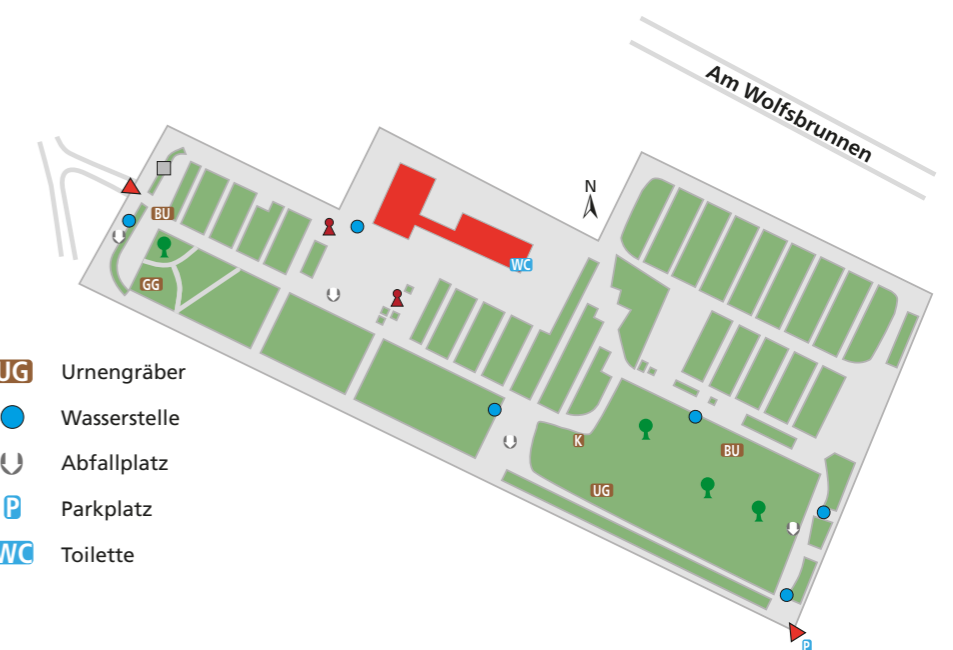 Am Wolfsbrunnen
N
BU
WC
GG
UG Urnengräber
Wasserstelle
Abfallplatz
P Parkplatz
WC Toilette
K
BU
UG
P